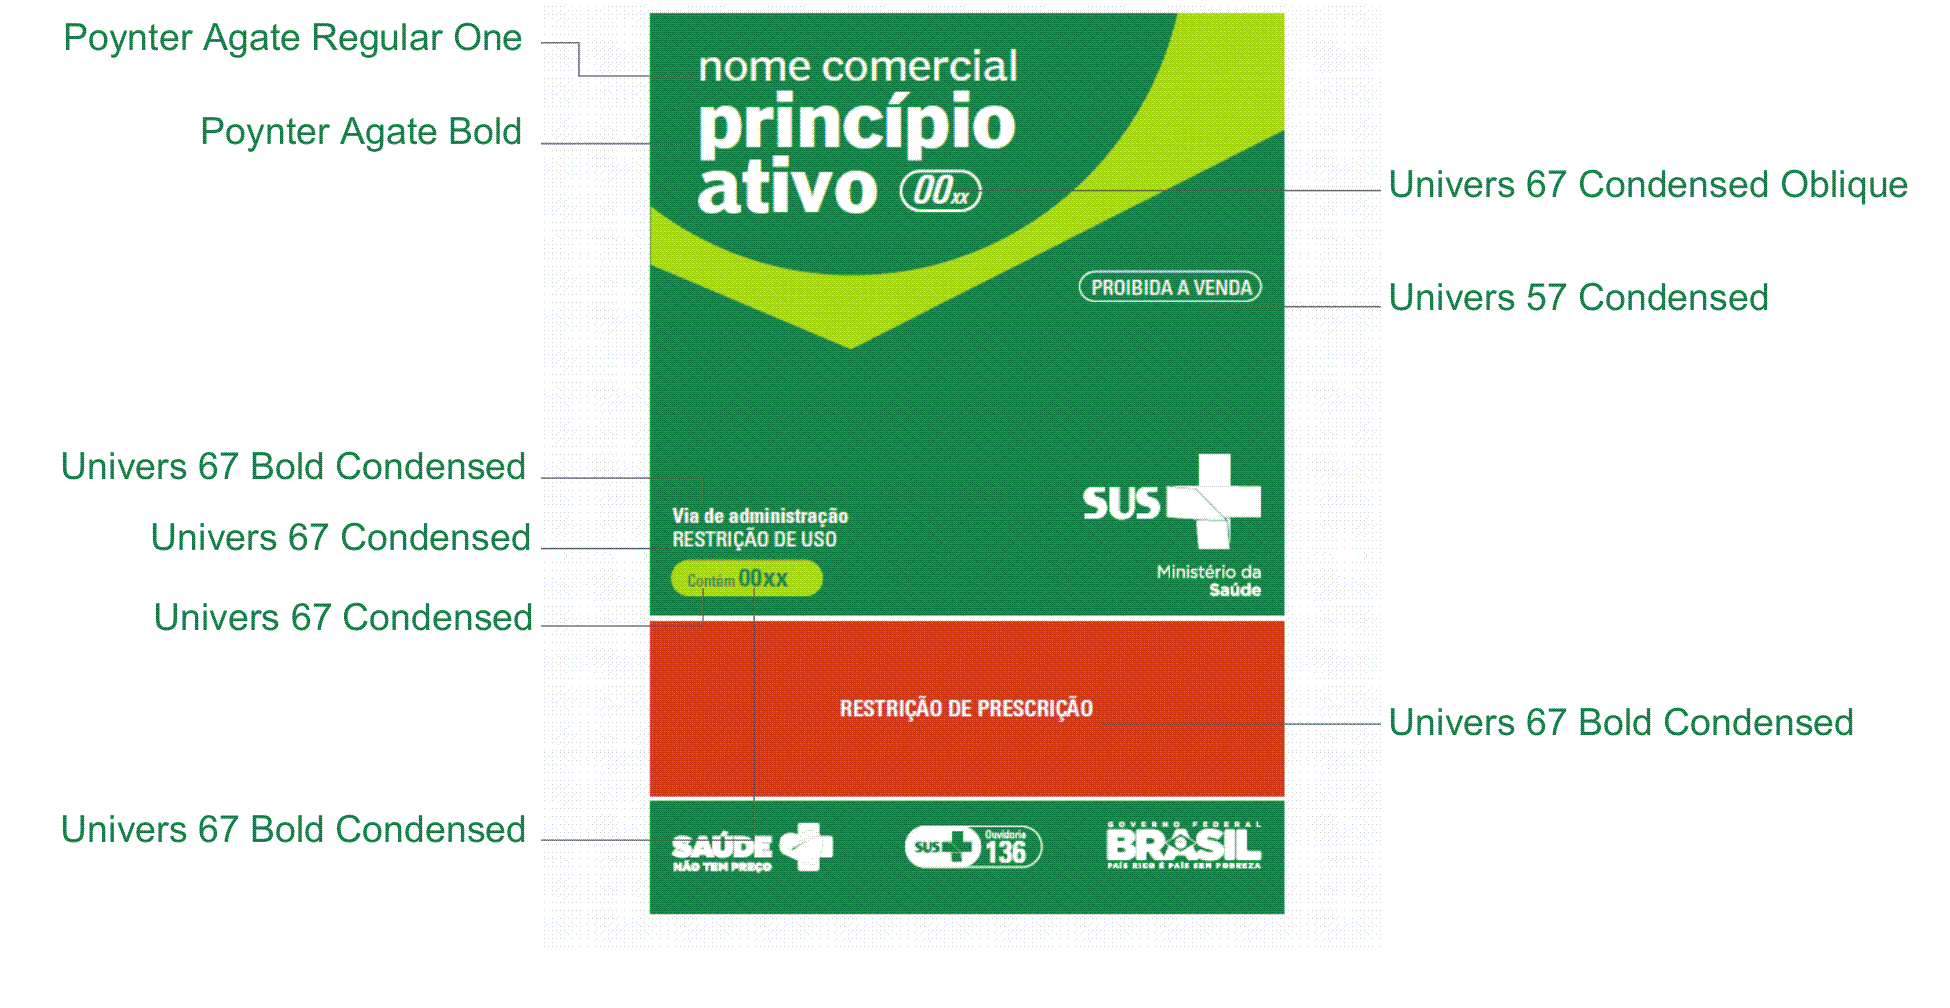 Poynter Agate Regular One
Poynter Agate Bold
nome comercial
princípio
ativo 00xx
Univers 67 Condensed Oblique
PROIBIDA A VENDA
Univers 57 Condensed
Univers 67 Bold Condensed
Univers 67 Condensed
Univers 67 Condensed
Via de administração
RESTRIÇÃO DE USO
Contém 00xx
SUS
Ministério da
Saúde
RESTRIÇÃO DE PRESCRIÇÃO
Univers 67 Bold Condensed
Univers 67 Bold Condensed
SAÚDE
NÃO TEM PREÇO
SUS
Ouvidoria
136
GOVERNO FEDERAL
BRASIL
PAÍS RICO É PAÍS SEM POBREZA